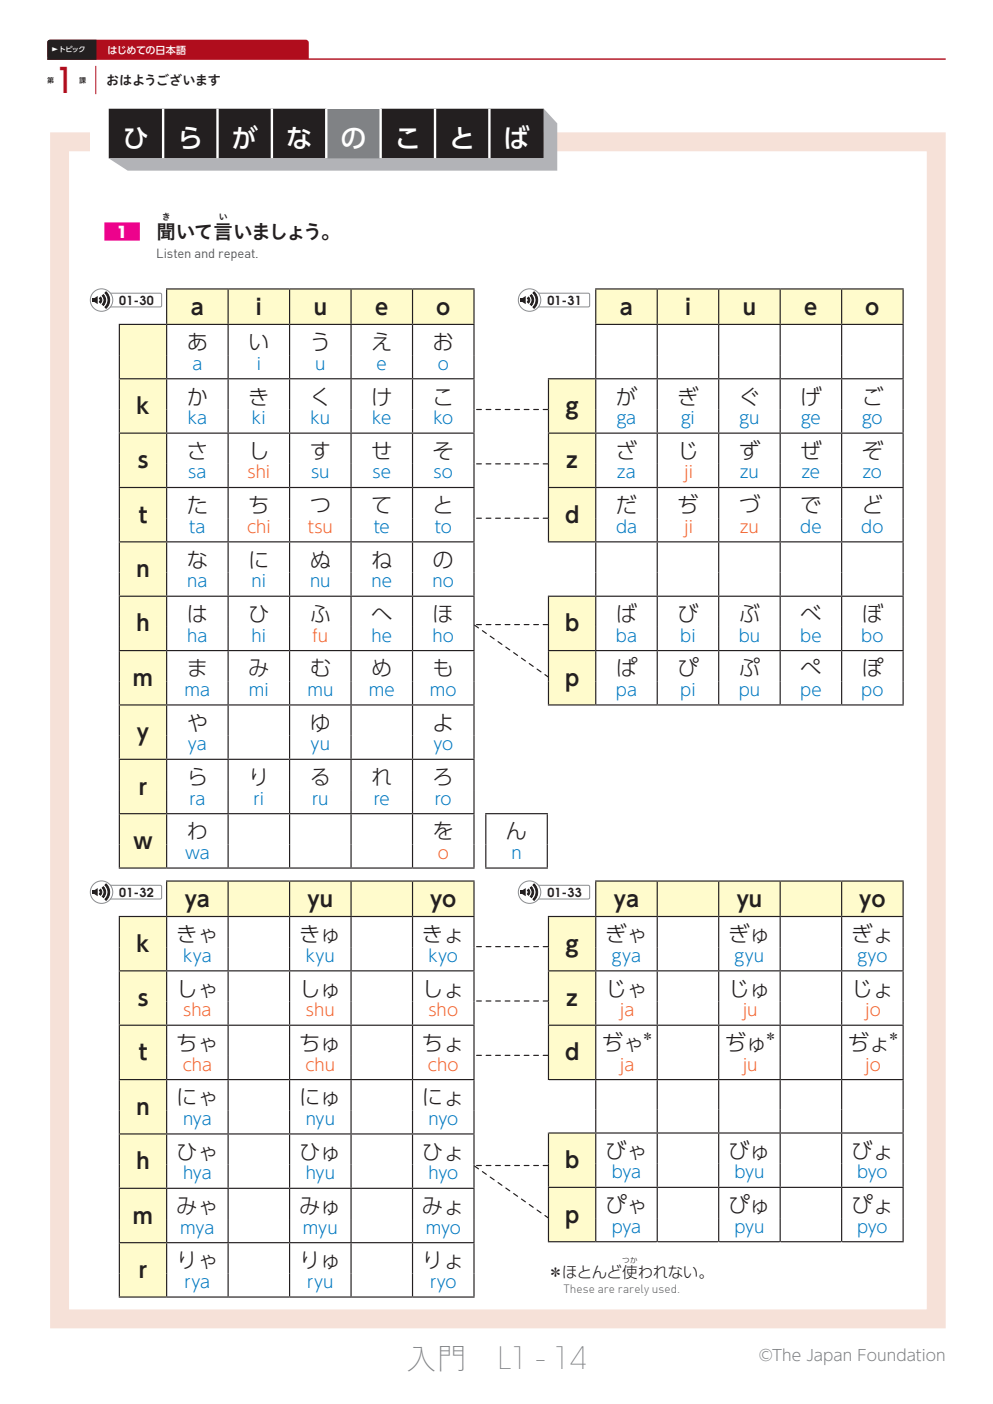 ▶トピック はじめての日本語
第1課 おはようございます
ひらがなのことば
1 聞いて言いましょう。
き い
Listen and repeat.
01-30 a i u e o
あ い う え お
a i u e o
k か き く け こ
ka ki ku ke ko
s さ し す せ そ
sa shi su se so
t た ち つ て と
ta chi tsu te to
n な に ぬ ね の
na ni nu ne no
h は ひ ふ へ ほ
ha hi fu he ho
m ま み む め も
ma mi mu me mo
y や ゆ よ
ya yu yo
r ら り る れ ろ
ra ri ru re ro
w わ を ん
wa o n
01-31 a i u e o
g が ぎ ぐ げ ご
ga gi gu ge go
z ざ じ ず ぜ ぞ
za ji zu ze zo
d だ ぢ づ で ど
da ji zu de do
b ば び ぶ べ ぼ
ba bi bu be bo
p ぱ ぴ ぷ ぺ ぽ
pa pi pu pe po
01-32 ya yu yo
k きゃ きゅ きょ
kya kyu kyo
s しゃ しゅ しょ
sha shu sho
t ちゃ ちゅ ちょ
cha chu cho
n にゃ にゅ にょ
nya nyu nyo
h ひゃ ひゅ ひょ
hya hyu hyo
m みゃ みゅ みょ
mya myu myo
r りゃ りゅ りょ
rya ryu ryo
01-33 ya yu yo
g ぎゃ ぎゅ ぎょ
gya gyu gyo
z じゃ じゅ じょ
ja ju jo
d ぢゃ* ぢゅ* ぢょ*
ja ju jo
b びゃ びゅ びょ
bya byu byo
p ぴゃ ぴゅ ぴょ
pya pyu pyo
つか
*ほとんど使われない。
These are rarely used.
入門 L1 - 14
©The Japan Foundation